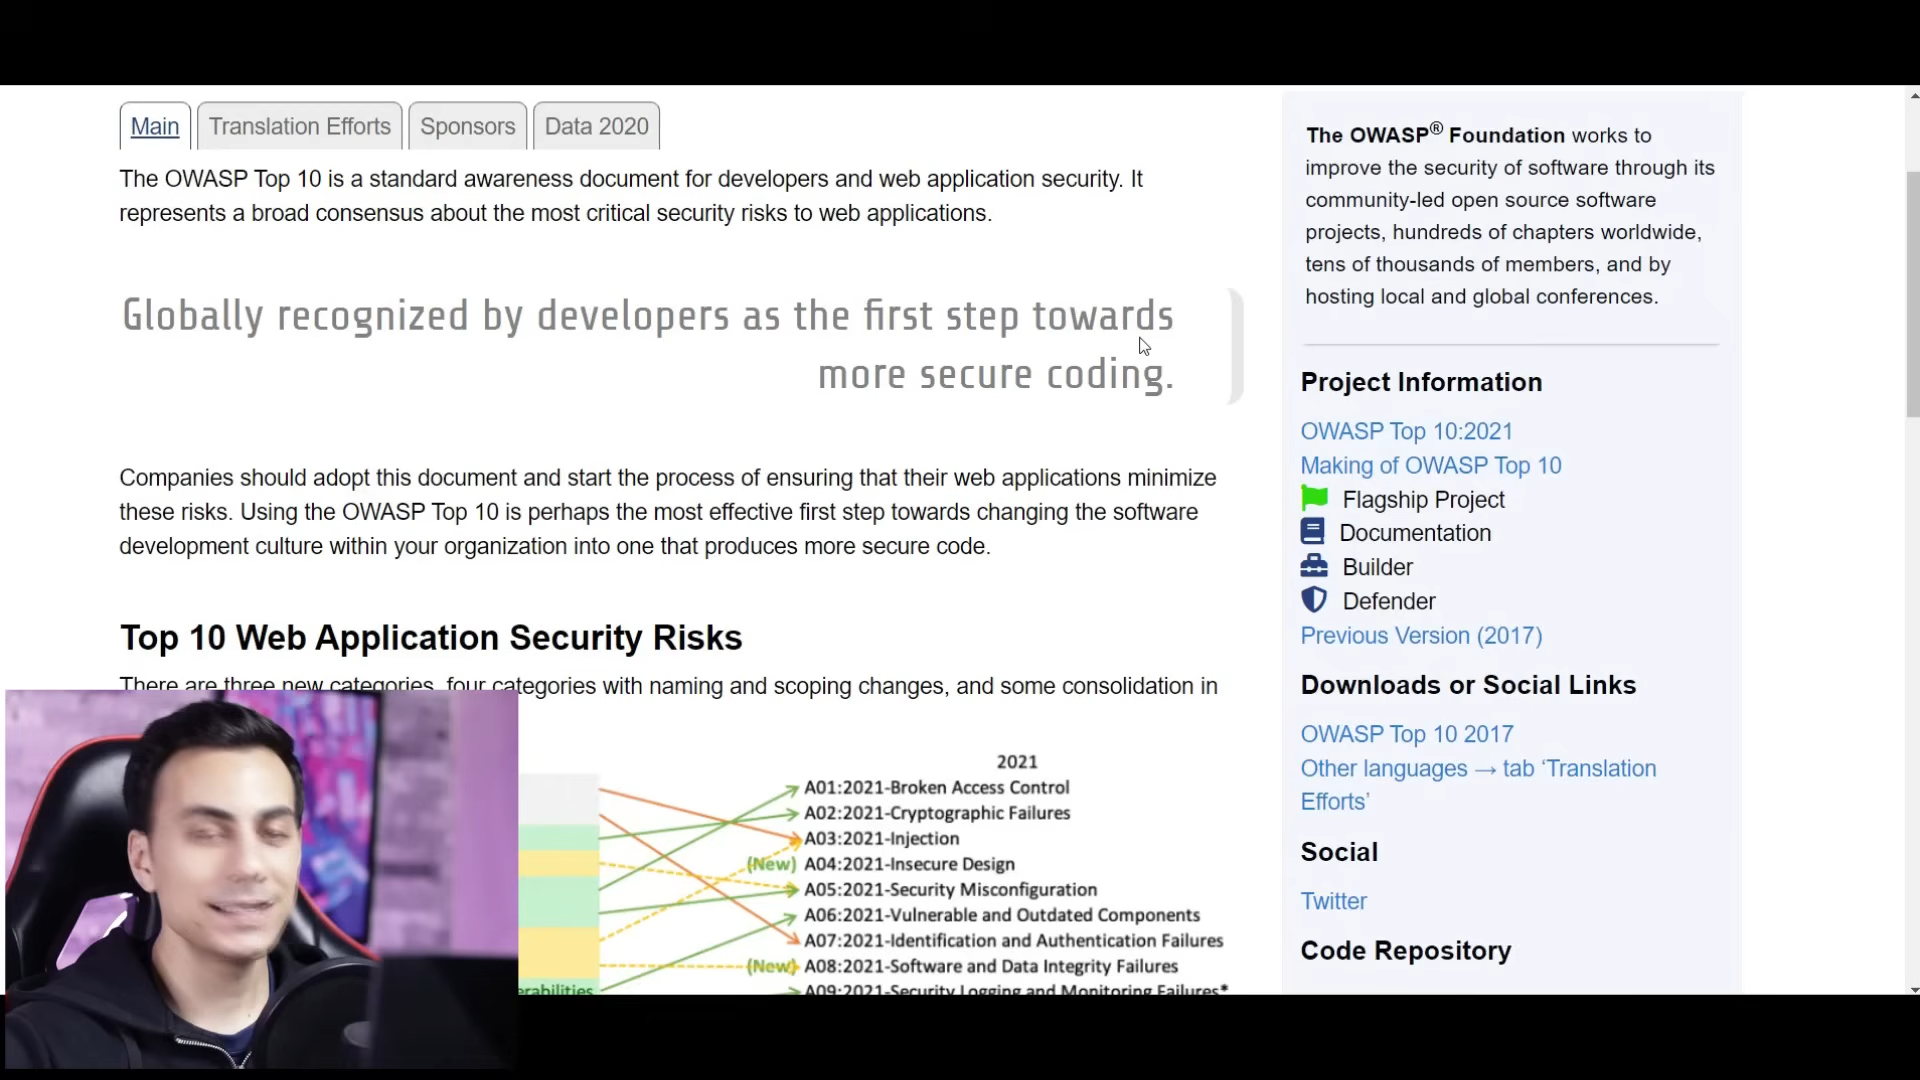 Main
Translation Efforts
Sponsors
Data 2020
The OWASP Top 10 is a standard awareness document for developers and web application security. It
represents a broad consensus about the most critical security risks to web applications.
Globally recognized by developers as the first step towards
more secure coding.
Companies should adopt this document and start the process of ensuring that their web applications minimize
these risks. Using the OWASP Top 10 is perhaps the most effective first step towards changing the software
development culture within your organization into one that produces more secure code.
Top 10 Web Application Security Risks
There are three new categories, four categories with naming and scoping changes, and some consolidation in
2021
A01:2021-Broken Access Control
A02:2021-Cryptographic Failures
A03:2021-Injection
(New) A04:2021-Insecure Design
A05:2021-Security Misconfiguration
A06:2021-Vulnerable and Outdated Components
A07:2021-Identification and Authentication Failures
(New) A08:2021-Software and Data Integrity Failures
A09:2021-Security Logging and Monitoring Failures*
The OWASP® Foundation works to
improve the security of software through its
community-led open source software
projects, hundreds of chapters worldwide,
tens of thousands of members, and by
hosting local and global conferences.
Project Information
OWASP Top 10:2021
Making of OWASP Top 10
Flagship Project
Documentation
Builder
Defender
Previous Version (2017)
Downloads or Social Links
OWASP Top 10 2017
Other languages → tab ‘Translation
Efforts’
Social
Twitter
Code Repository